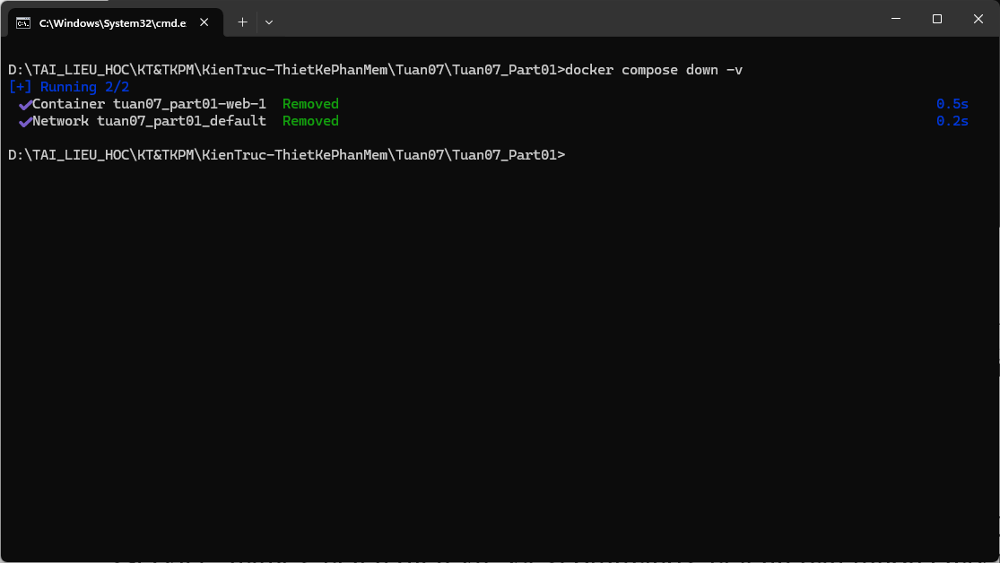 C:\Windows\System32\cmd.e
D:\TAI_LIEU_HOC\KT&TKPM\KienTruc-ThietKePhanMem\Tuan07\Tuan07_Part01>docker compose down -v
[+] Running 2/2
✔Container tuan07_part01-web-1 Removed 0.5s
✔Network tuan07_part01_default Removed 0.2s
D:\TAI_LIEU_HOC\KT&TKPM\KienTruc-ThietKePhanMem\Tuan07\Tuan07_Part01>